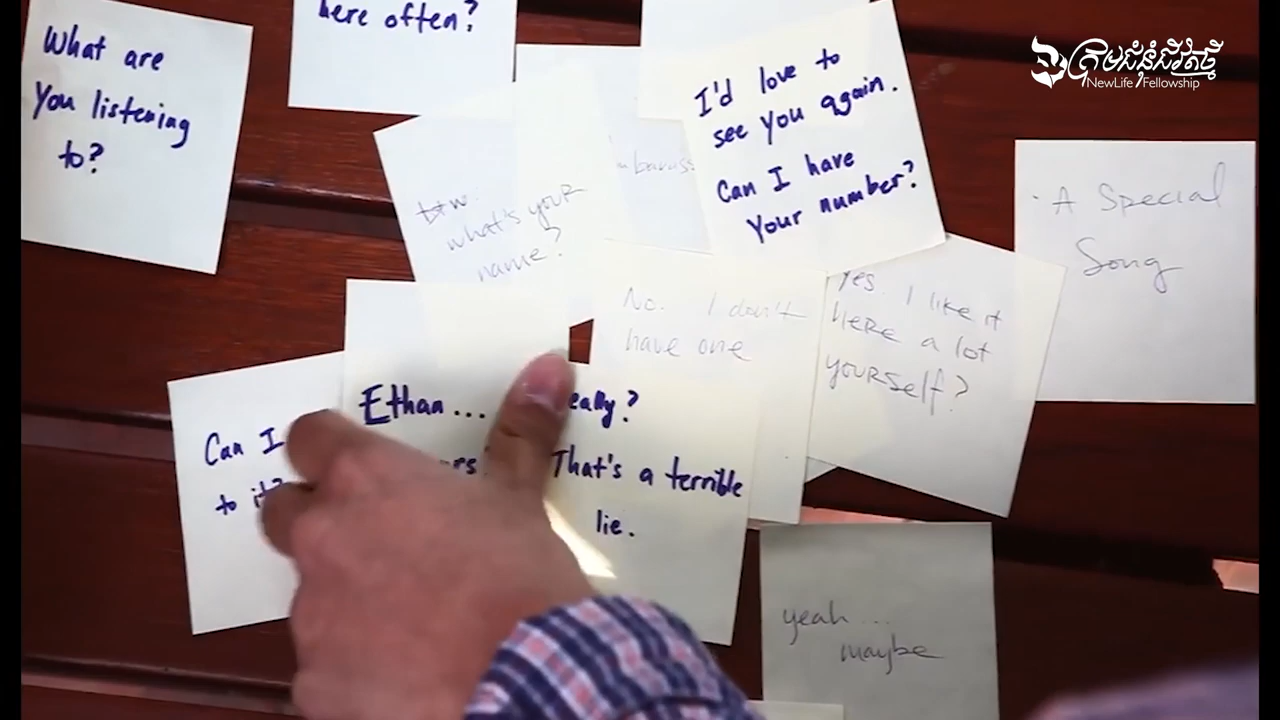 What are
you listening
to?
here often?
I'd love to
see you again.
Can I have
your number?
btw.
what's your
name?
No. I don't
have one
Yes. I like it
here a lot
yourself?
A Special
Song
Can I
to it?
Ethan...
eally?
That's a terrible
lie.
yeah...
maybe
NewLife Fellowship